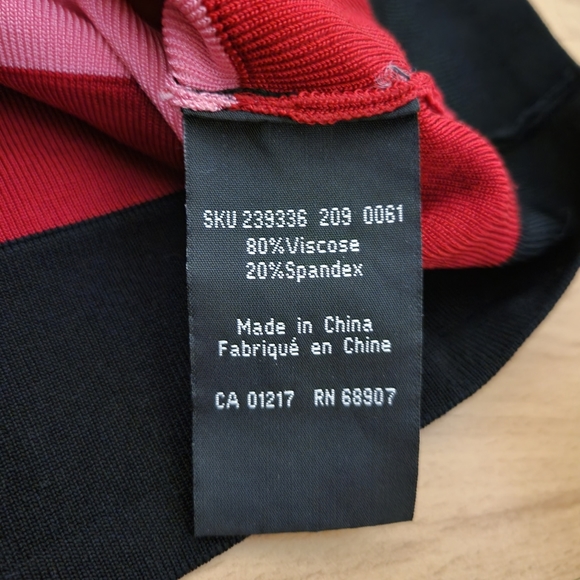 SKU 239336 209 0061
80%Viscose
20%Spandex
Made in China
Fabriqué en Chine
CA 01217 RN 68907